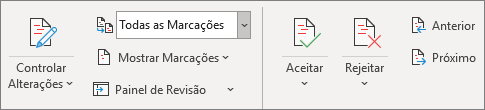 Controlar
Alterações
Todas as Marcações
Mostrar Marcações
Painel de Revisão
Aceitar
Rejeitar
Anterior
Próximo